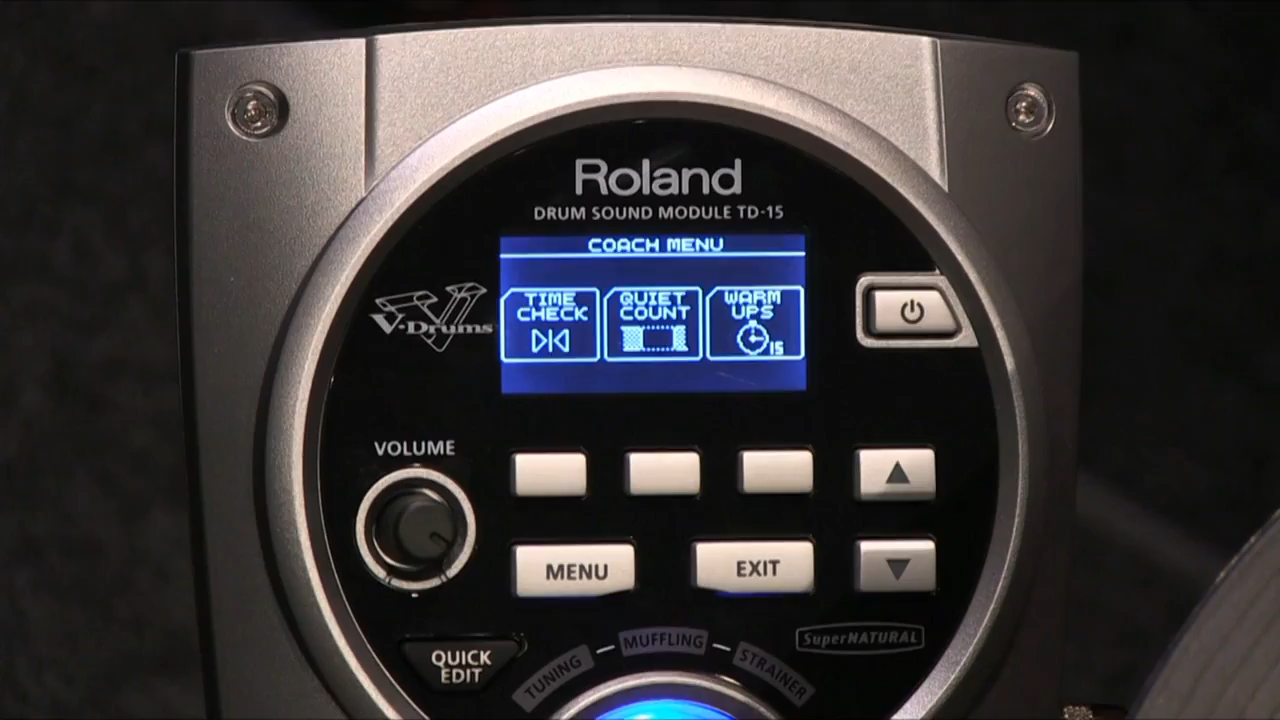 Roland
DRUM SOUND MODULE TD-15
COACH MENU
TIME
CHECK
QUIET
COUNT
WARM
UPS
15
V-Drums
VOLUME
MENU
EXIT
QUICK
EDIT
TUNING
MUFFLING
STRAINER
SuperNATURAL